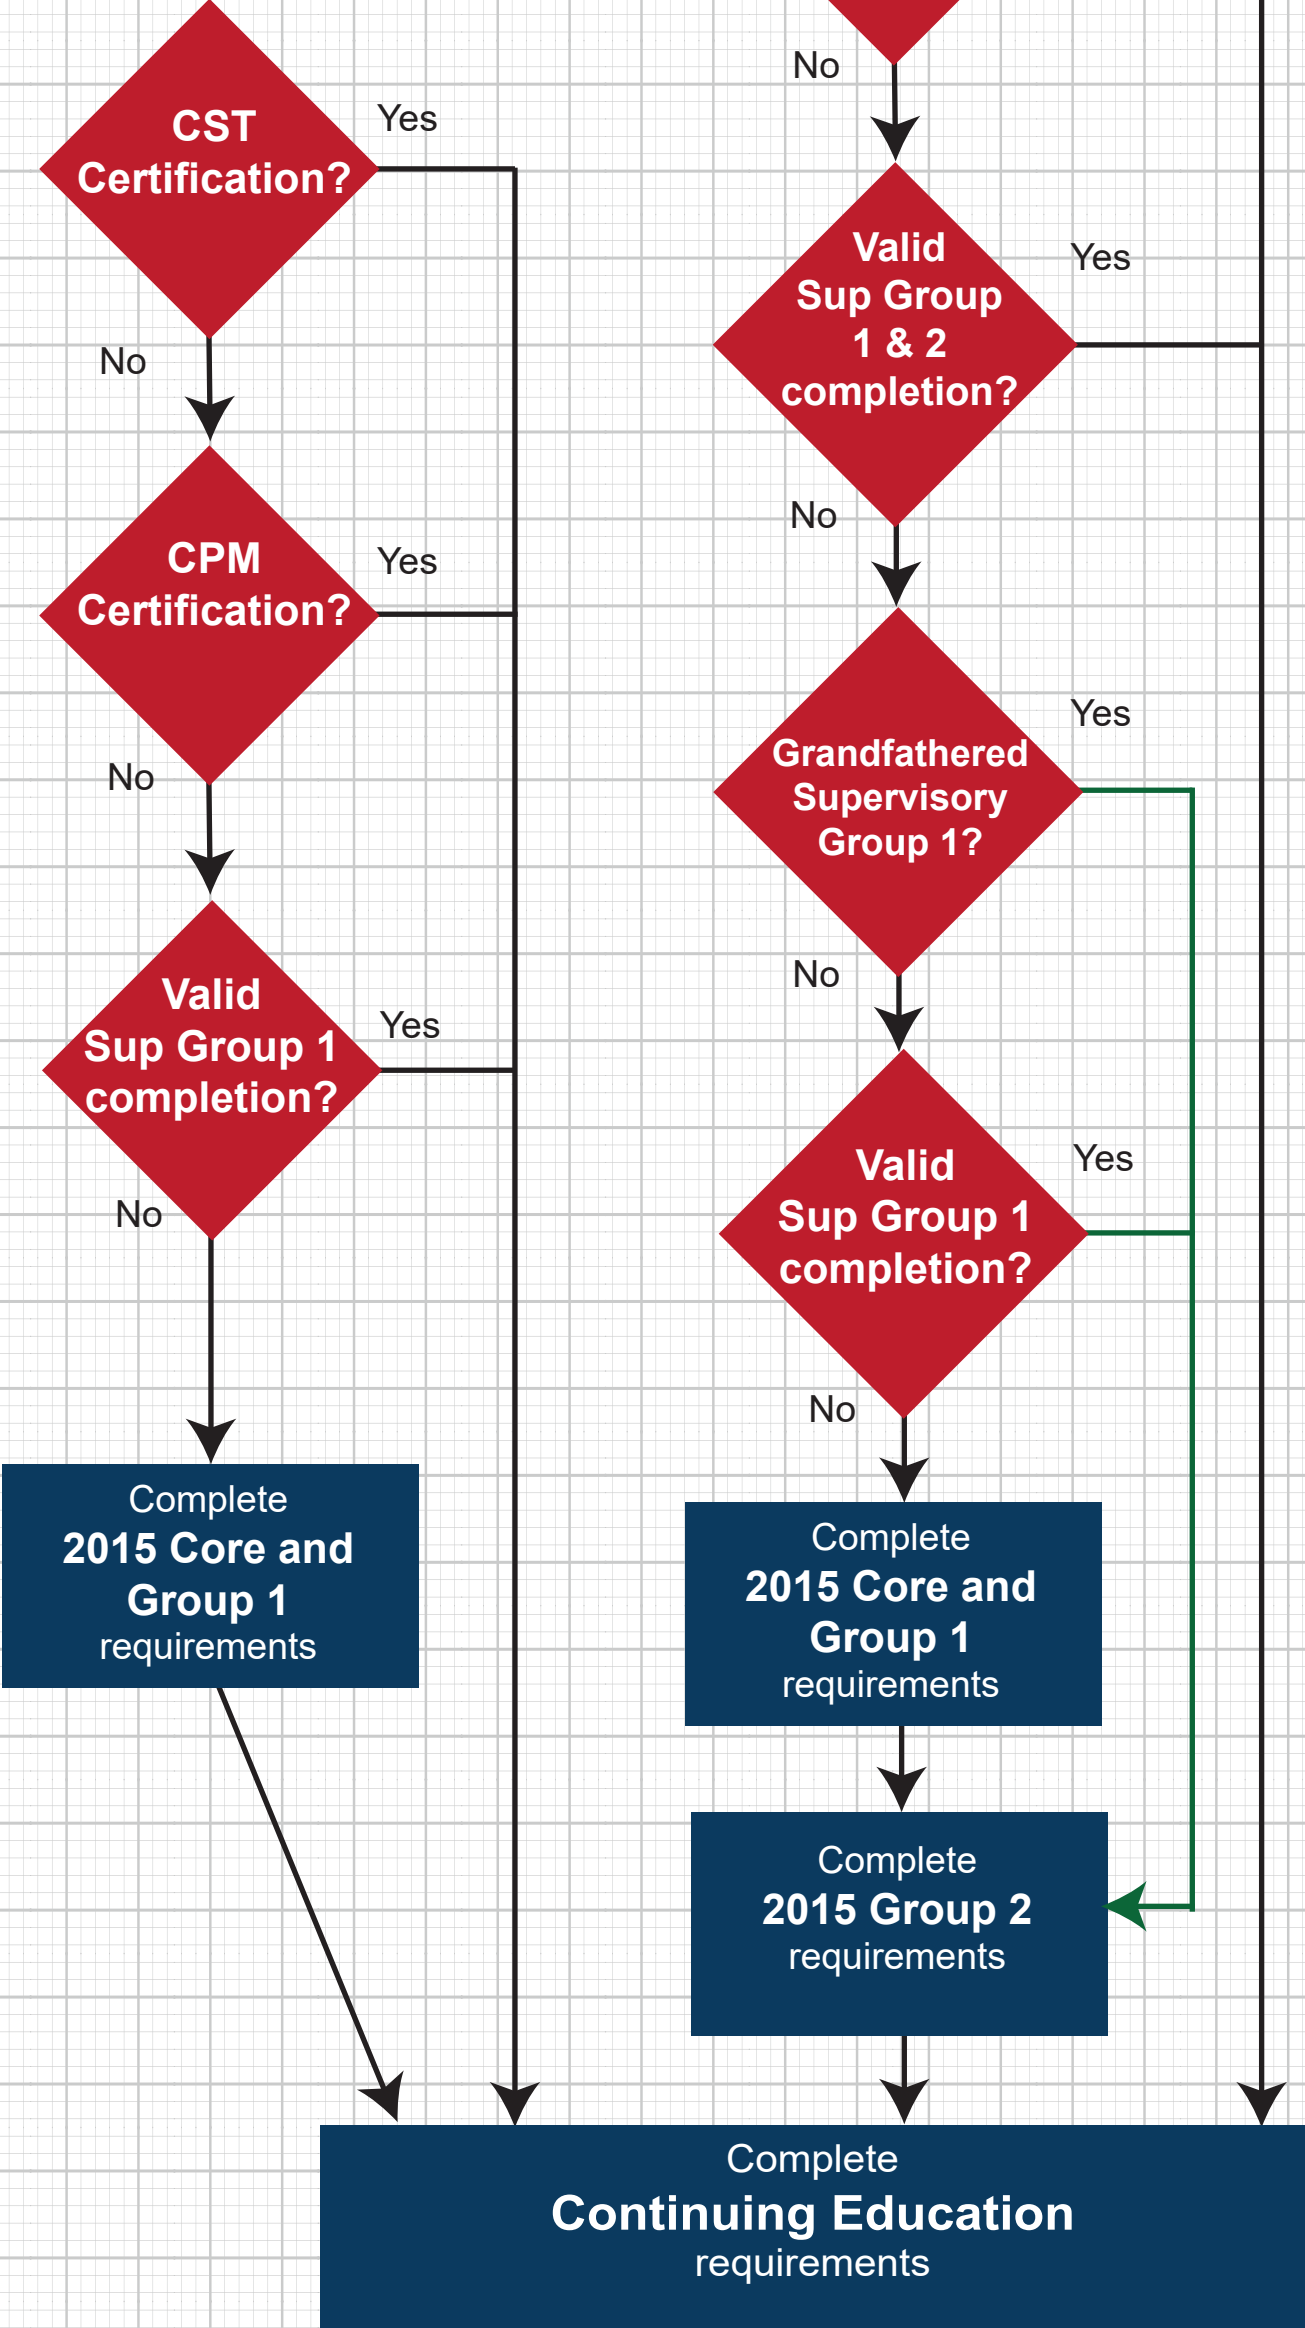 CST
Certification?
Yes
No
CPM
Certification?
Yes
No
Valid
Sup Group 1
completion?
Yes
No
Complete
2015 Core and
Group 1
requirements
No
Valid
Sup Group
1 & 2
completion?
Yes
No
Grandfathered
Supervisory
Group 1?
Yes
No
Valid
Sup Group 1
completion?
Yes
No
Complete
2015 Core and
Group 1
requirements
Complete
2015 Group 2
requirements
Complete
Continuing Education
requirements